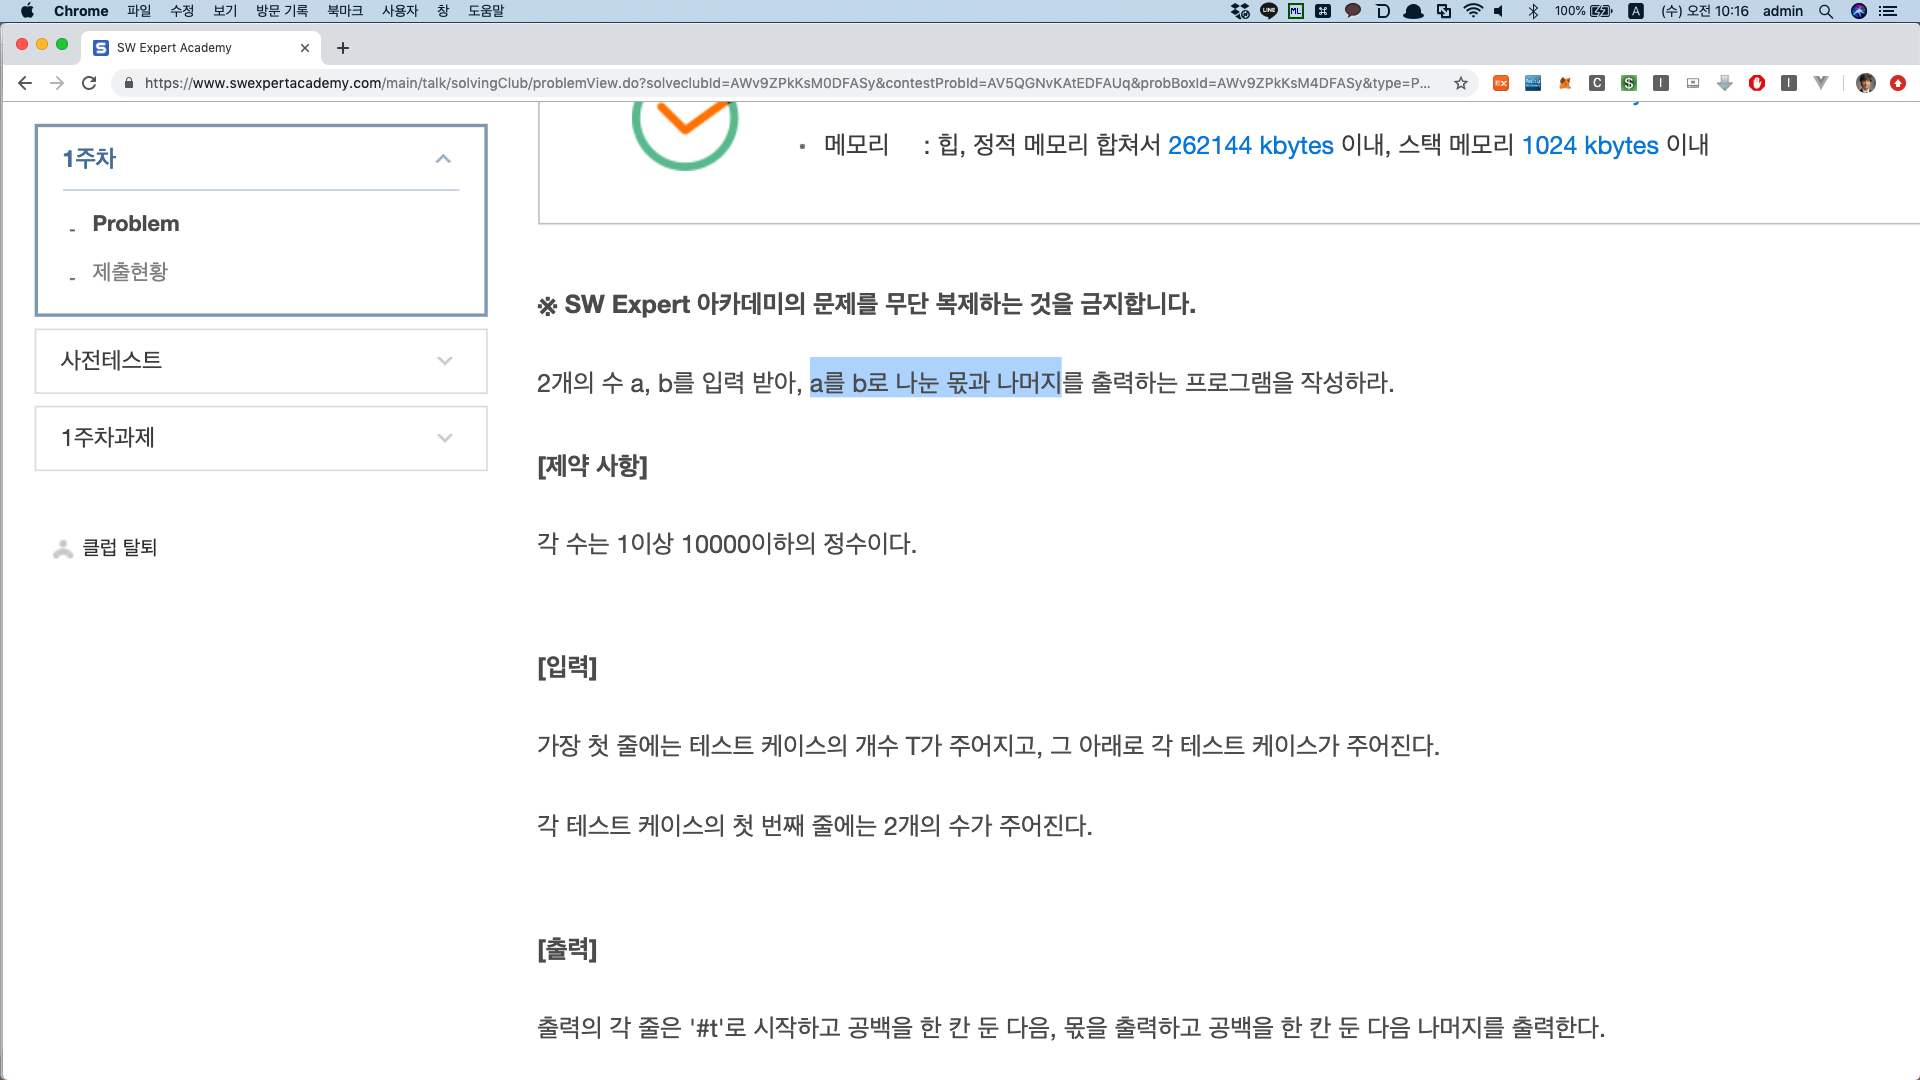 Chrome 파일 수정 보기 방문 기록 북마크 사용자 창 도움말 100% (수) 오전 10:16 admin
SW Expert Academy
https://www.swexpertacademy.com/main/talk/solvingClub/problemView.do?solveclubId=AWv9ZPkKsM0DFASy&contestProbId=AV5QGNvKAtEDFAUq&probBoxId=AWv9ZPkKsM4DFASy&type=P...
메모리 : 힙, 정적 메모리 합쳐서 262144 kbytes 이내, 스택 메모리 1024 kbytes 이내
1주차
- Problem
- 제출현황
사전테스트
1주차과제
클럽 탈퇴
※ SW Expert 아카데미의 문제를 무단 복제하는 것을 금지합니다.
2개의 수 a, b를 입력 받아, a를 b로 나눈 몫과 나머지를 출력하는 프로그램을 작성하라.
[제약 사항]
각 수는 1이상 10000이하의 정수이다.
[입력]
가장 첫 줄에는 테스트 케이스의 개수 T가 주어지고, 그 아래로 각 테스트 케이스가 주어진다.
각 테스트 케이스의 첫 번째 줄에는 2개의 수가 주어진다.
[출력]
출력의 각 줄은 '#t'로 시작하고 공백을 한 칸 둔 다음, 몫을 출력하고 공백을 한 칸 둔 다음 나머지를 출력한다.